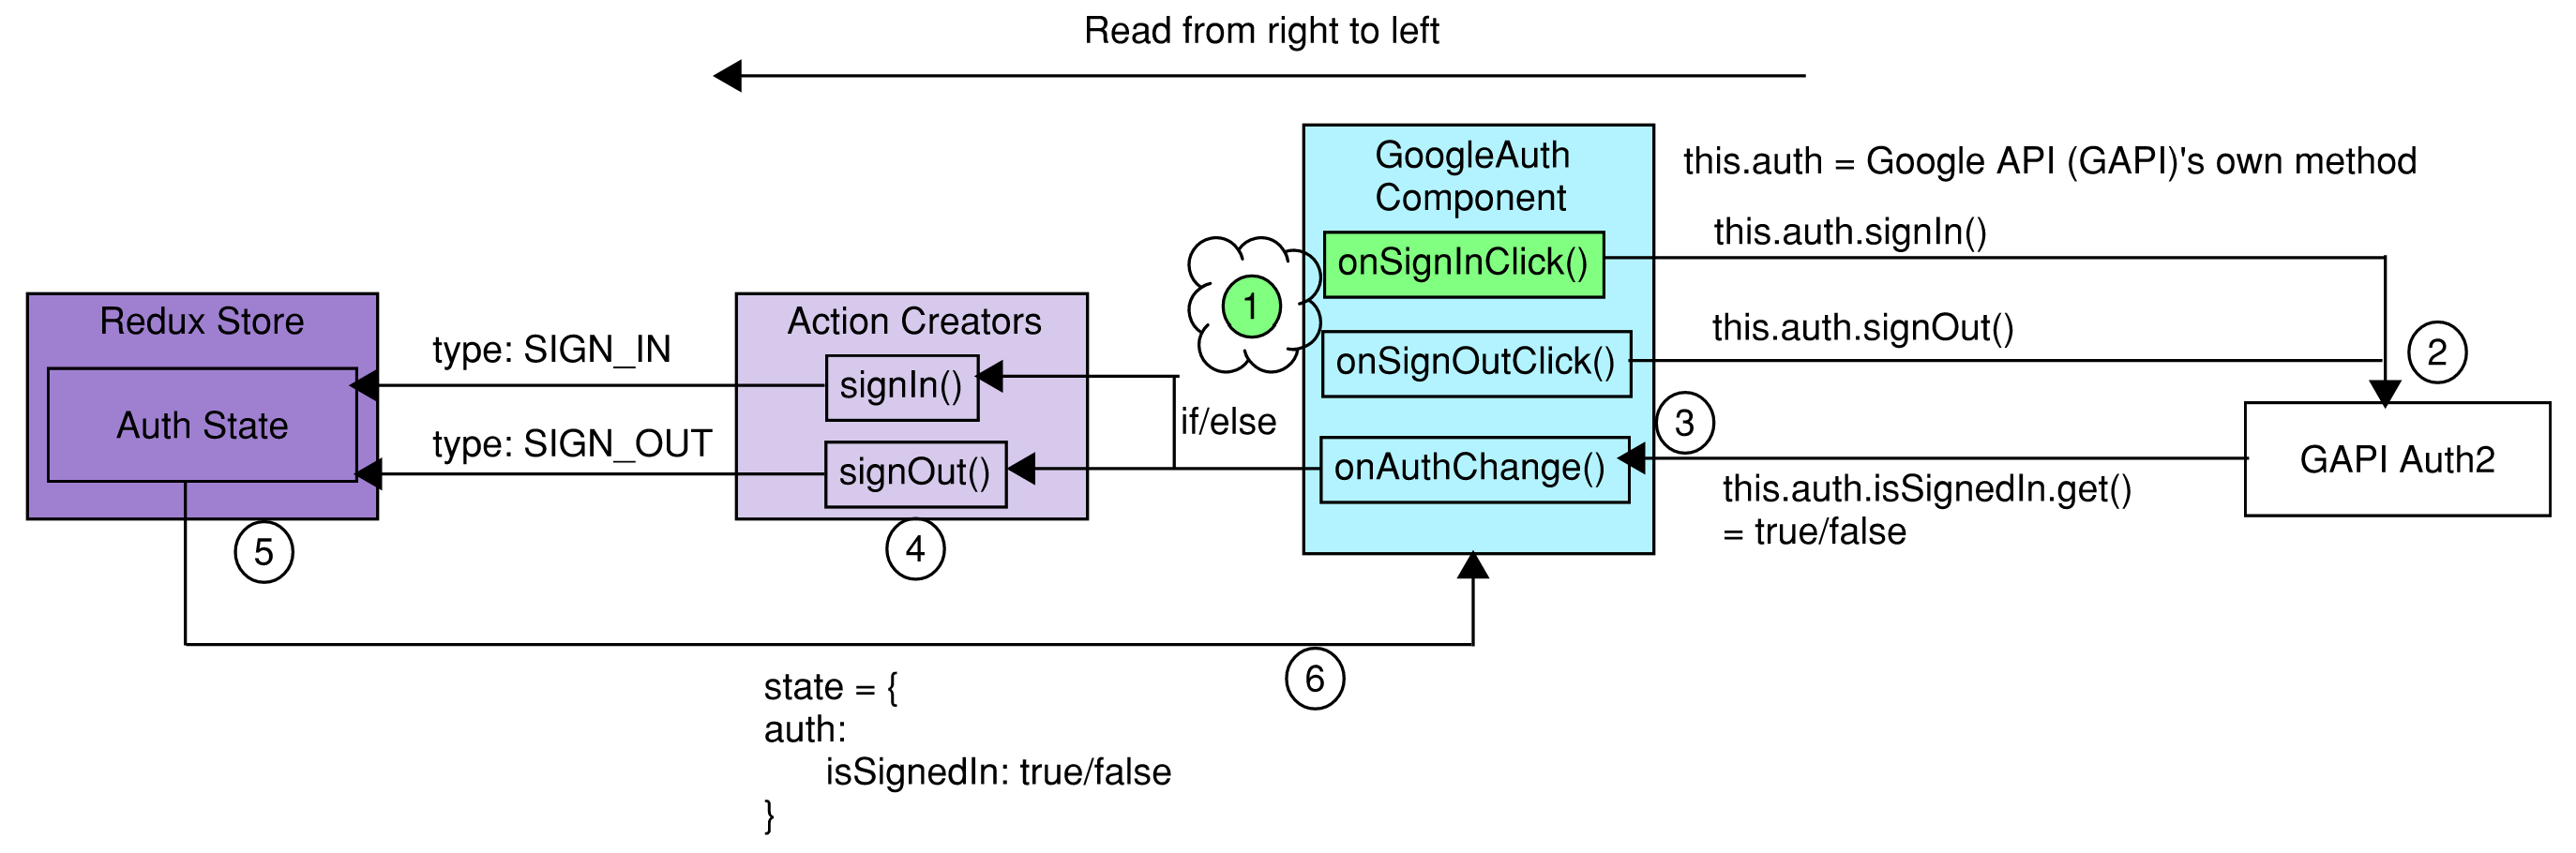 Read from right to left
GoogleAuth
Component
this.auth = Google API (GAPI)'s own method
this.auth.signIn()
onSignInClick()
1
Redux Store
Action Creators
this.auth.signOut()
type: SIGN_IN
onSignOutClick()
2
signIn()
Auth State
if/else
3
type: SIGN_OUT
signOut()
onAuthChange()
GAPI Auth2
this.auth.isSignedIn.get()
= true/false
5
4
6
state = {
auth:
isSignedIn: true/false
}